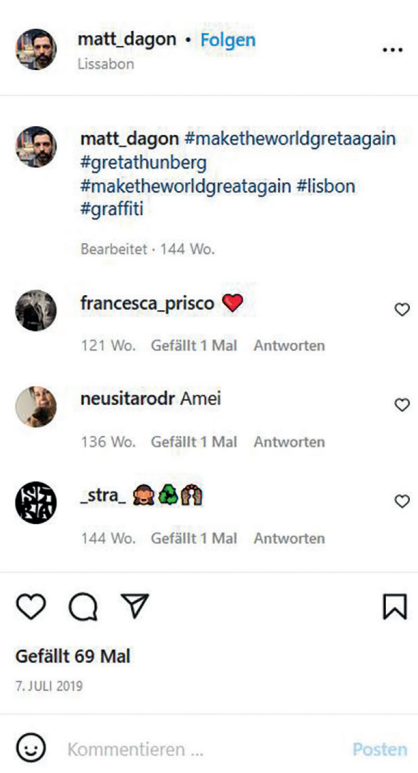 matt_dagon • Folgen
Lissabon
matt_dagon #maketheworldgretaagain
#gretathunberg
#maketheworldgreatagain #lisbon
#graffiti
Bearbeitet · 144 Wo.
francesca_prisco ❤️
121 Wo. Gefällt 1 Mal Antworten
neusitarodr Amei
136 Wo. Gefällt 1 Mal Antworten
_stra_ 🙈♻️🙌🏽
144 Wo. Gefällt 1 Mal Antworten
Gefällt 69 Mal
7. JULI 2019
Kommentieren ... Posten